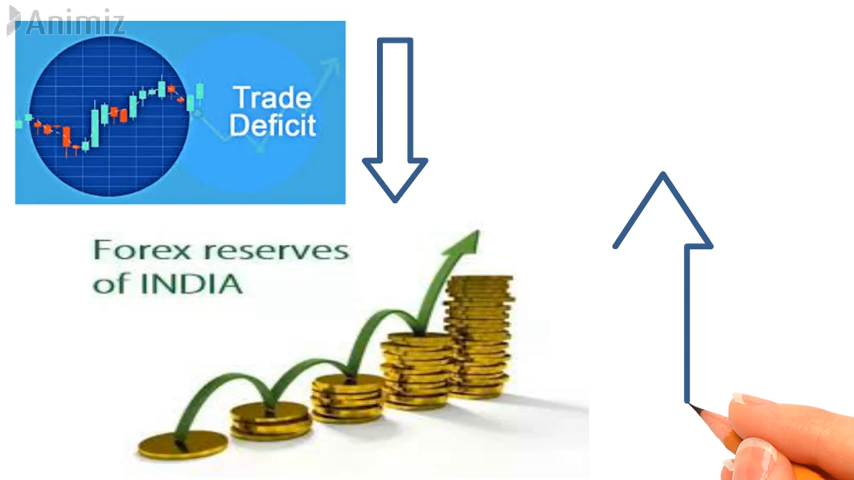 Animiz
Trade
Deficit
Forex reserves
of INDIA